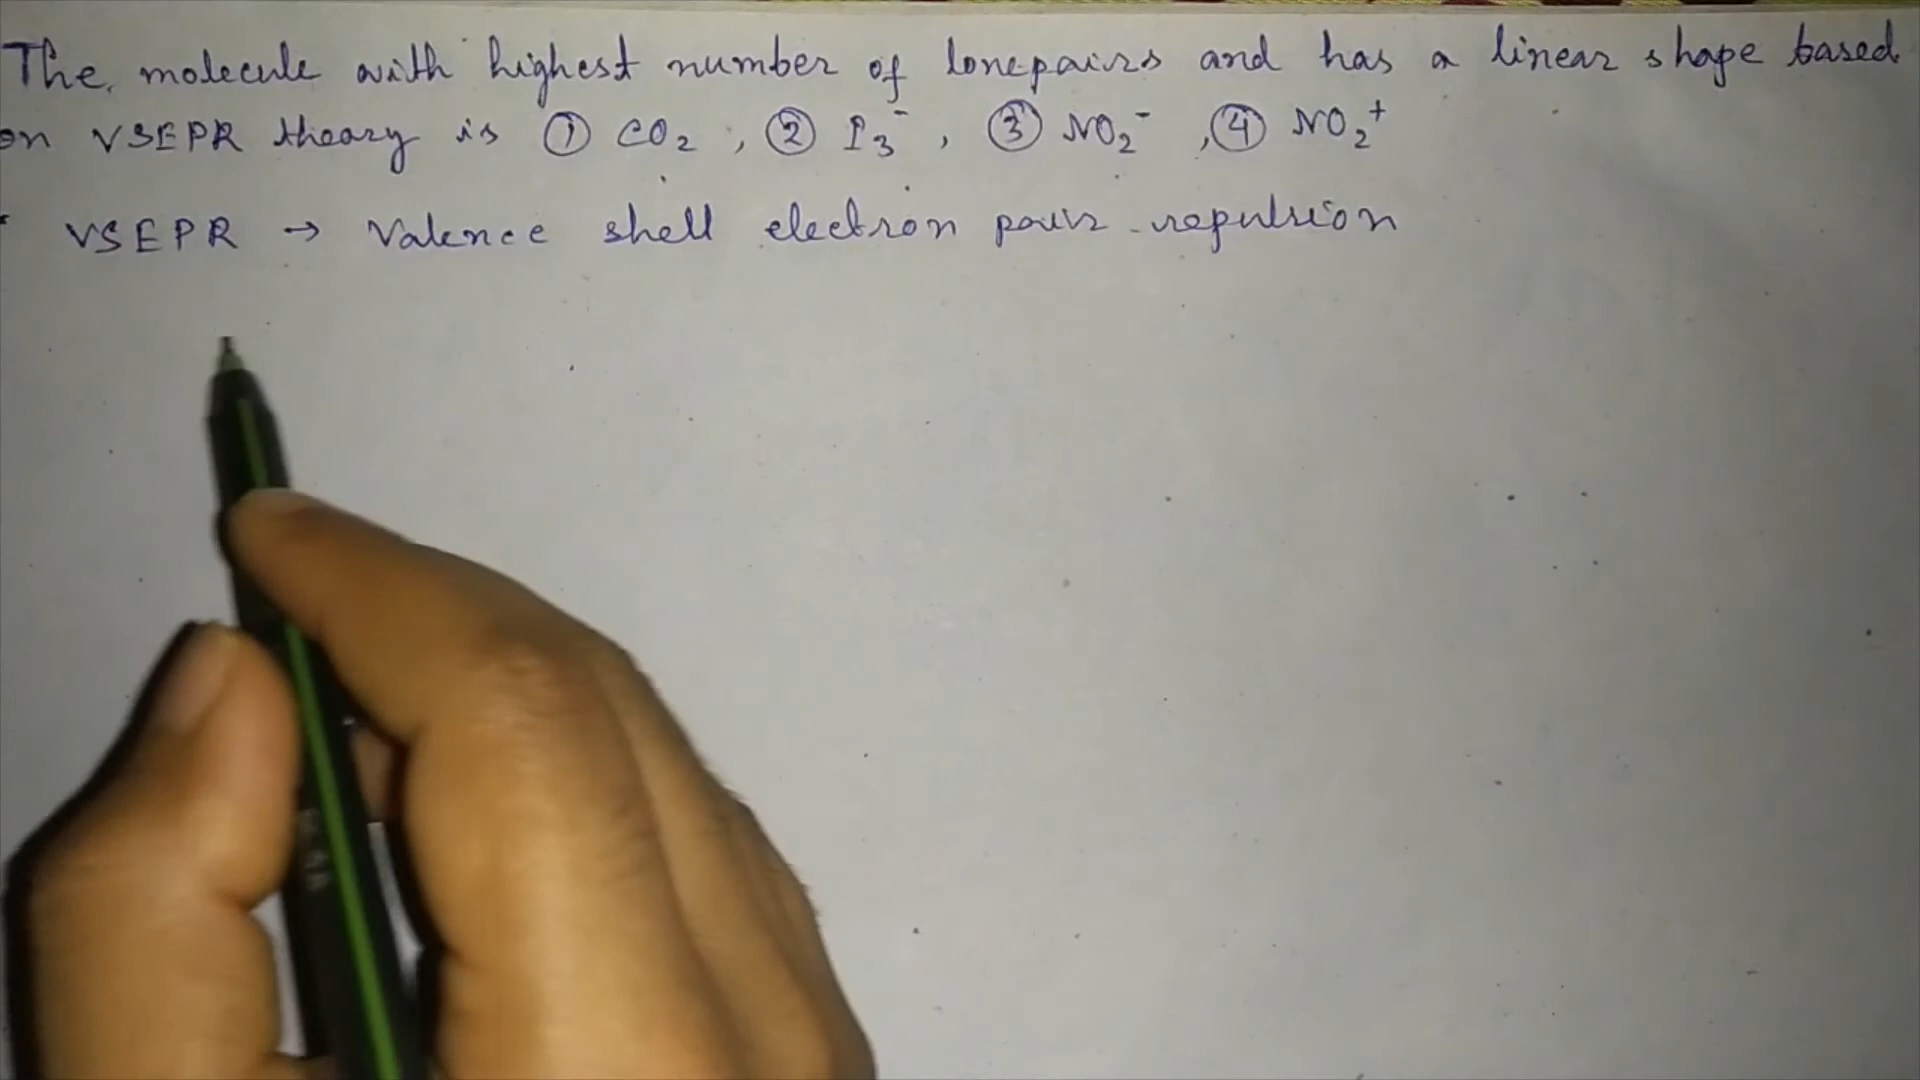 The molecule with highest number of lonepairs and has a linear shape based
on VSEPR theory is ① CO₂ , ② I₃⁻ , ③ NO₂⁻ , ④ NO₂⁺
VSEPR → Valence shell electron pair repulsion